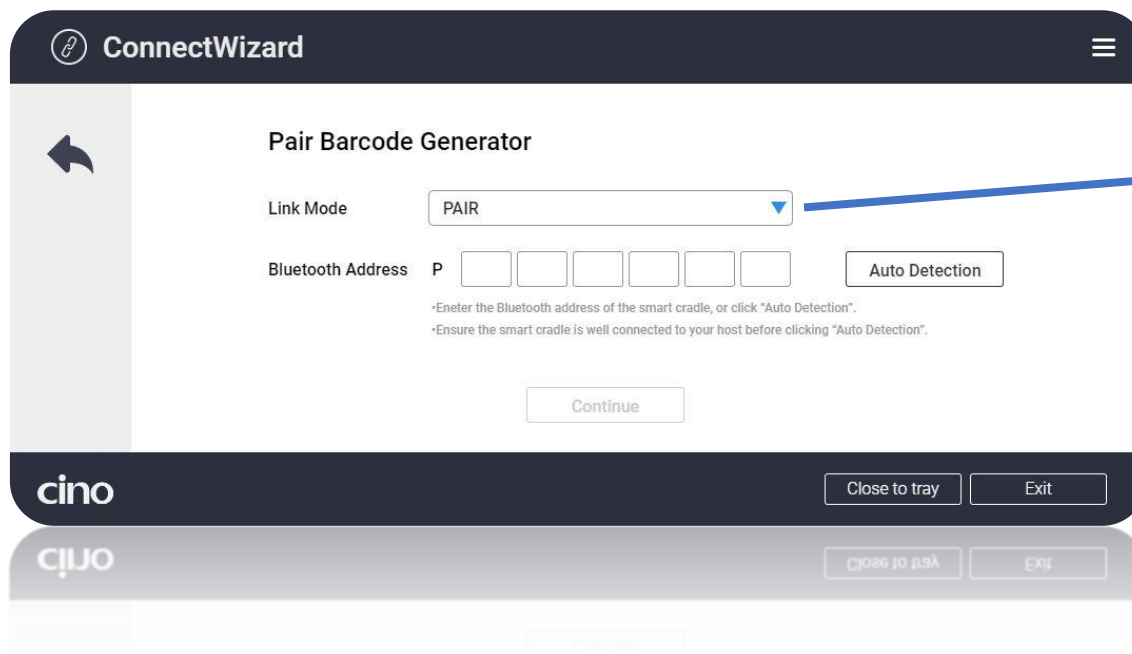 ConnectWizard
Pair Barcode Generator
Link Mode PAIR
Bluetooth Address P Auto Detection
•Eneter the Bluetooth address of the smart cradle, or click "Auto Detection".
•Ensure the smart cradle is well connected to your host before clicking "Auto Detection".
Continue
cino Close to tray Exit